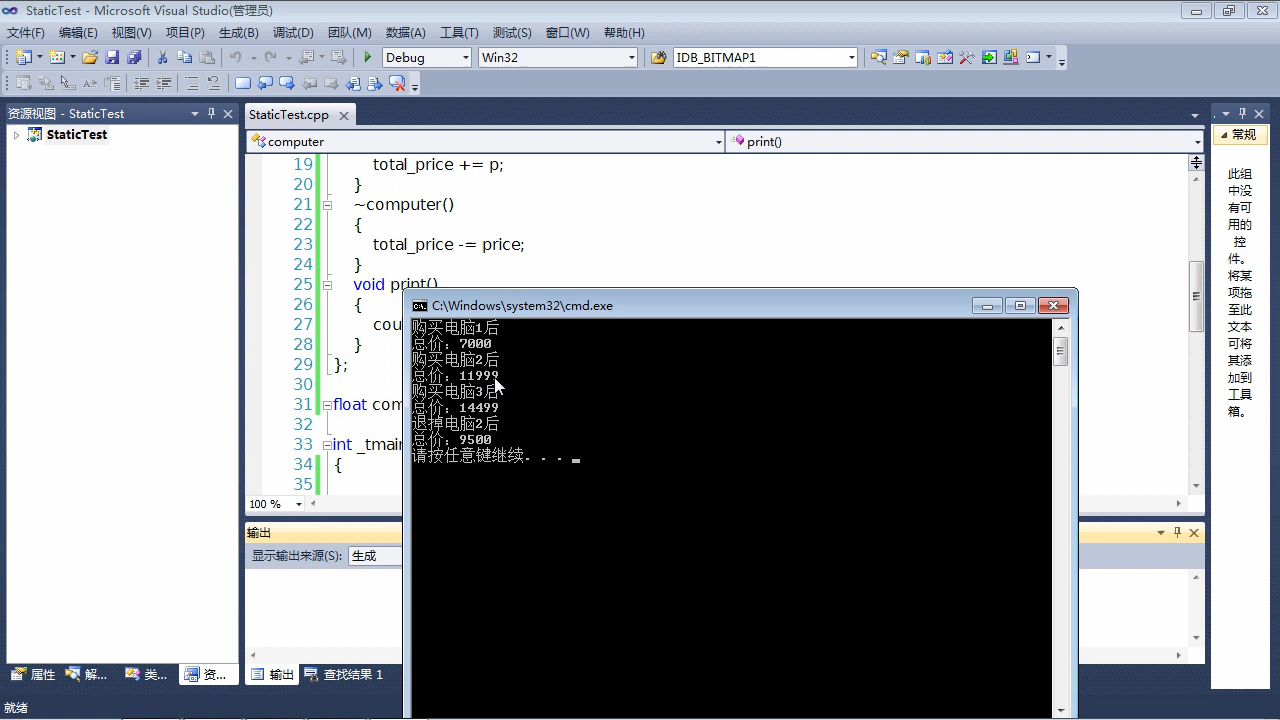 StaticTest - Microsoft Visual Studio(管理员)
文件(F) 编辑(E) 视图(V) 项目(P) 生成(B) 调试(D) 团队(M) 数据(A) 工具(T) 测试(S) 窗口(W) 帮助(H)
Debug Win32 IDB_BITMAP1
资源视图 - StaticTest
StaticTest
StaticTest.cpp
computer print()
19 total_price += p;
20 }
21 ~computer()
22 {
23 total_price -= price;
24 }
25 void print()
26 {
27 cou
28 }
29 };
30
31 float com
32
33 int _tmain
34 {
35
100 %
C:\Windows\system32\cmd.exe
购买电脑1后
总价：7000
购买电脑2后
总价：11999
购买电脑3后
总价：14499
退掉电脑2后
总价：9500
请按任意键继续. . .
输出
显示输出来源(S): 生成
常规
此组
中没
有可
用的
控
件。
将某
项拖
至此
文本
可将
其添
加到
工具
箱。
属性 解... 类... 资... 输出 查找结果 1
就绪